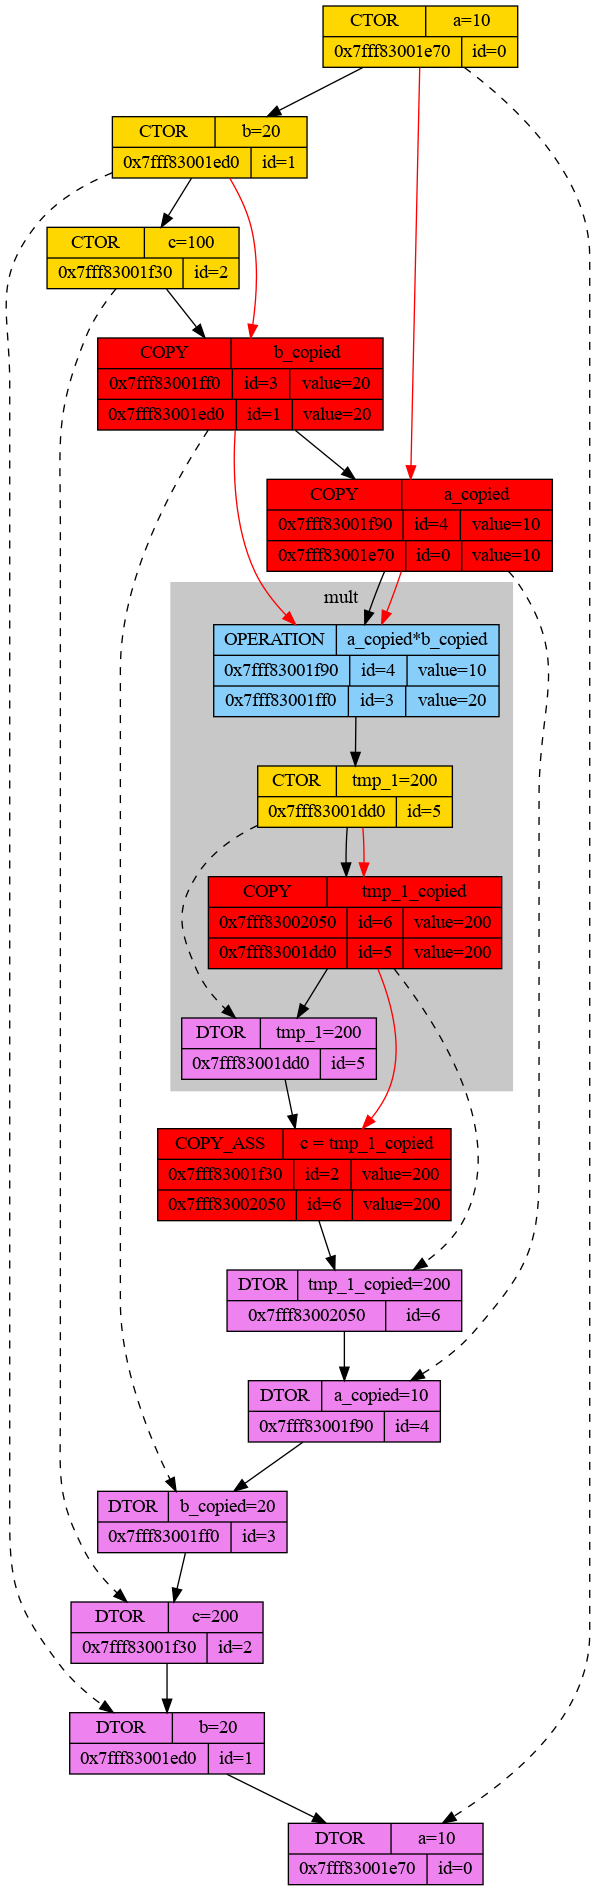 CTOR a=10
0x7fff83001e70 id=0
CTOR b=20
0x7fff83001ed0 id=1
CTOR c=100
0x7fff83001f30 id=2
COPY b_copied
0x7fff83001ff0 id=3 value=20
0x7fff83001ed0 id=1 value=20
COPY a_copied
0x7fff83001f90 id=4 value=10
0x7fff83001e70 id=0 value=10
mult
OPERATION a_copied*b_copied
0x7fff83001f90 id=4 value=10
0x7fff83001ff0 id=3 value=20
CTOR tmp_1=200
0x7fff83001dd0 id=5
COPY tmp_1_copied
0x7fff83002050 id=6 value=200
0x7fff83001dd0 id=5 value=200
DTOR tmp_1=200
0x7fff83001dd0 id=5
COPY_ASS c = tmp_1_copied
0x7fff83001f30 id=2 value=200
0x7fff83002050 id=6 value=200
DTOR tmp_1_copied=200
0x7fff83002050 id=6
DTOR a_copied=10
0x7fff83001f90 id=4
DTOR b_copied=20
0x7fff83001ff0 id=3
DTOR c=200
0x7fff83001f30 id=2
DTOR b=20
0x7fff83001ed0 id=1
DTOR a=10
0x7fff83001e70 id=0